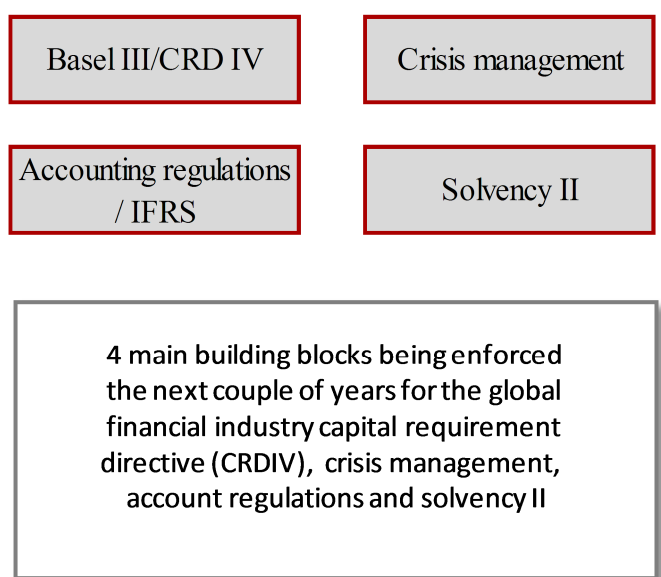 Basel III/CRD IV
Crisis management
Accounting regulations
/ IFRS
Solvency II
4 main building blocks being enforced
the next couple of years for the global
financial industry capital requirement
directive (CRDIV), crisis management,
account regulations and solvency II